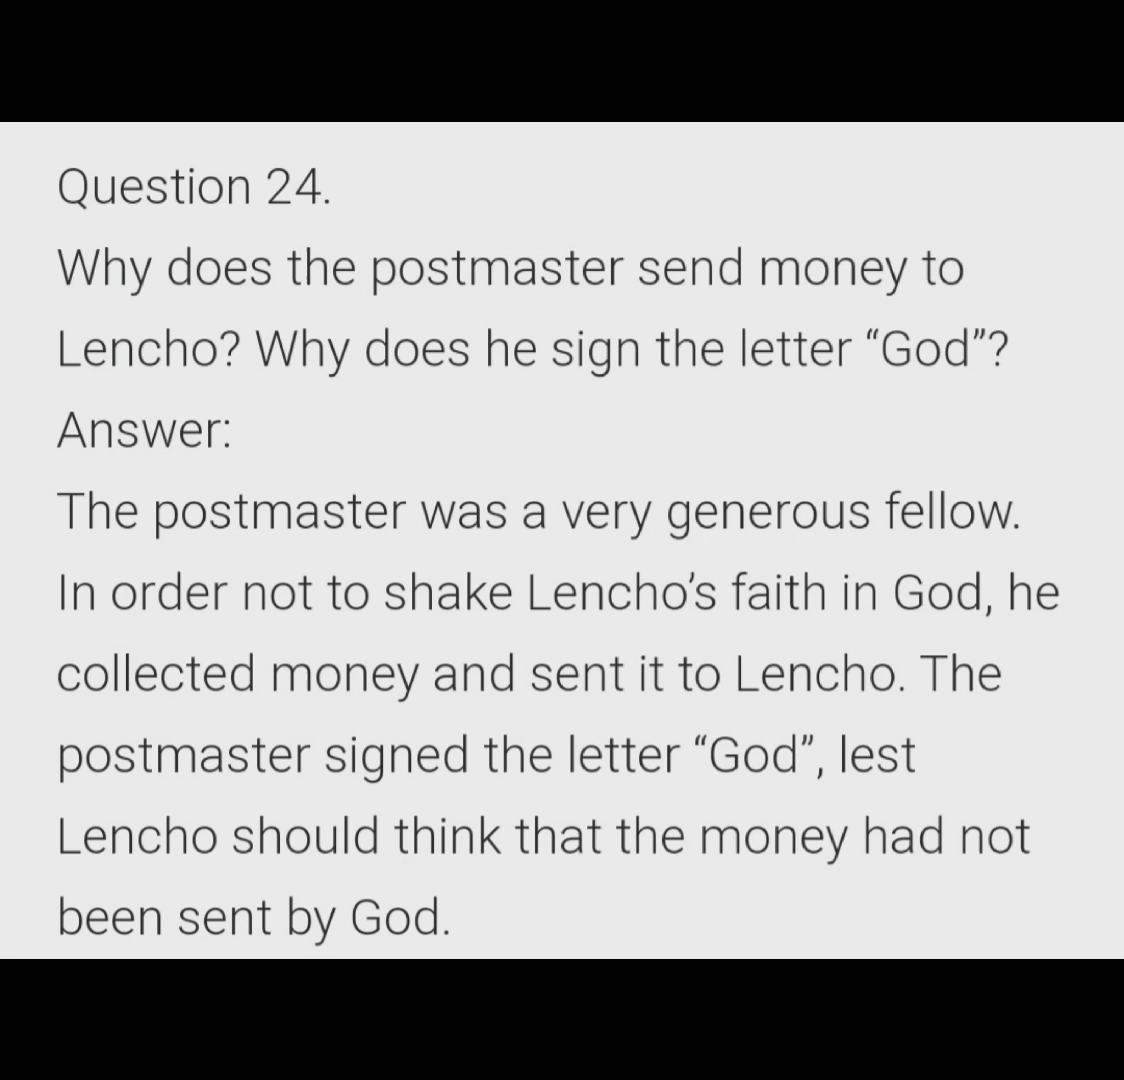 Question 24.
Why does the postmaster send money to
Lencho? Why does he sign the letter “God”?
Answer:
The postmaster was a very generous fellow.
In order not to shake Lencho’s faith in God, he
collected money and sent it to Lencho. The
postmaster signed the letter “God”, lest
Lencho should think that the money had not
been sent by God.